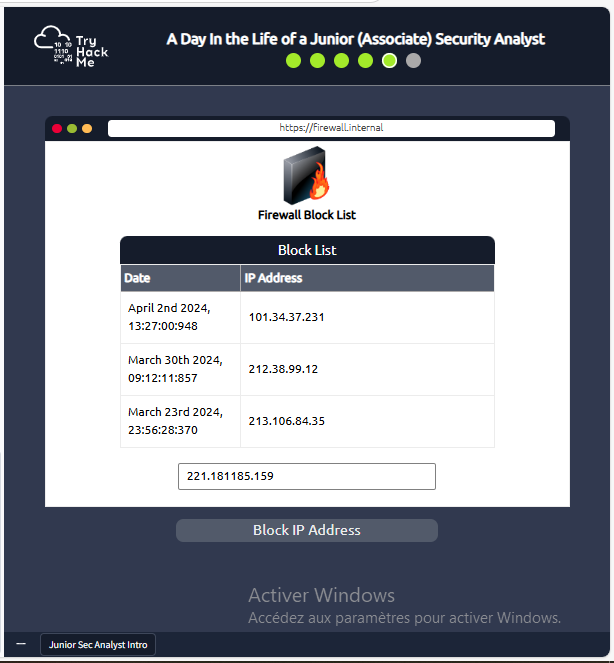 Try
Hack
Me
A Day In the Life of a Junior (Associate) Security Analyst
https://firewall.internal
Firewall Block List
Block List
Date IP Address
April 2nd 2024,
13:27:00:948
101.34.37.231
March 30th 2024,
09:12:11:857
212.38.99.12
March 23rd 2024,
23:56:28:370
213.106.84.35
221.181185.159
Block IP Address
Activer Windows
Accédez aux paramètres pour activer Windows.
Junior Sec Analyst Intro